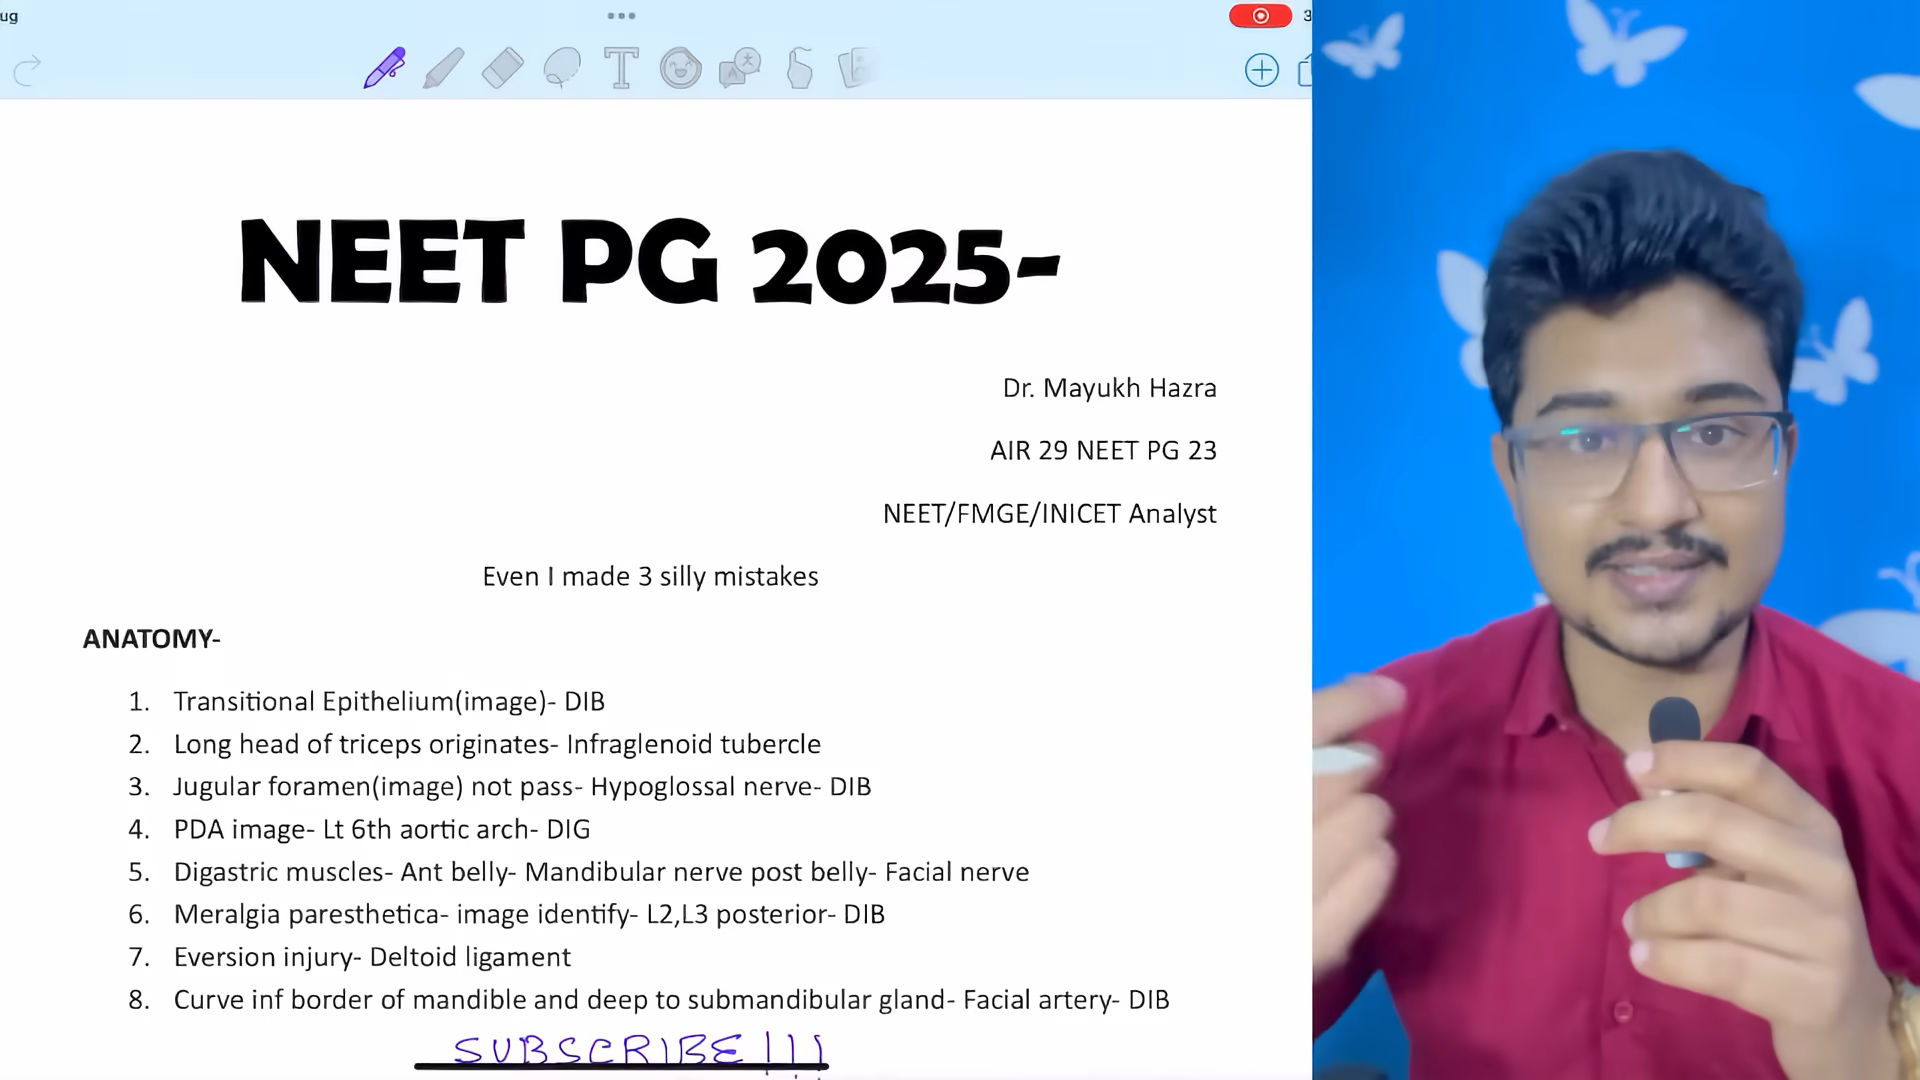 ug
3
NEET PG 2025-
Dr. Mayukh Hazra
AIR 29 NEET PG 23
NEET/FMGE/INICET Analyst
Even I made 3 silly mistakes
ANATOMY-
1. Transitional Epithelium(image)- DIB
2. Long head of triceps originates- Infraglenoid tubercle
3. Jugular foramen(image) not pass- Hypoglossal nerve- DIB
4. PDA image- Lt 6th aortic arch- DIG
5. Digastric muscles- Ant belly- Mandibular nerve post belly- Facial nerve
6. Meralgia paresthetica- image identify- L2,L3 posterior- DIB
7. Eversion injury- Deltoid ligament
8. Curve inf border of mandible and deep to submandibular gland- Facial artery- DIB
SUBSCRIBE!!!